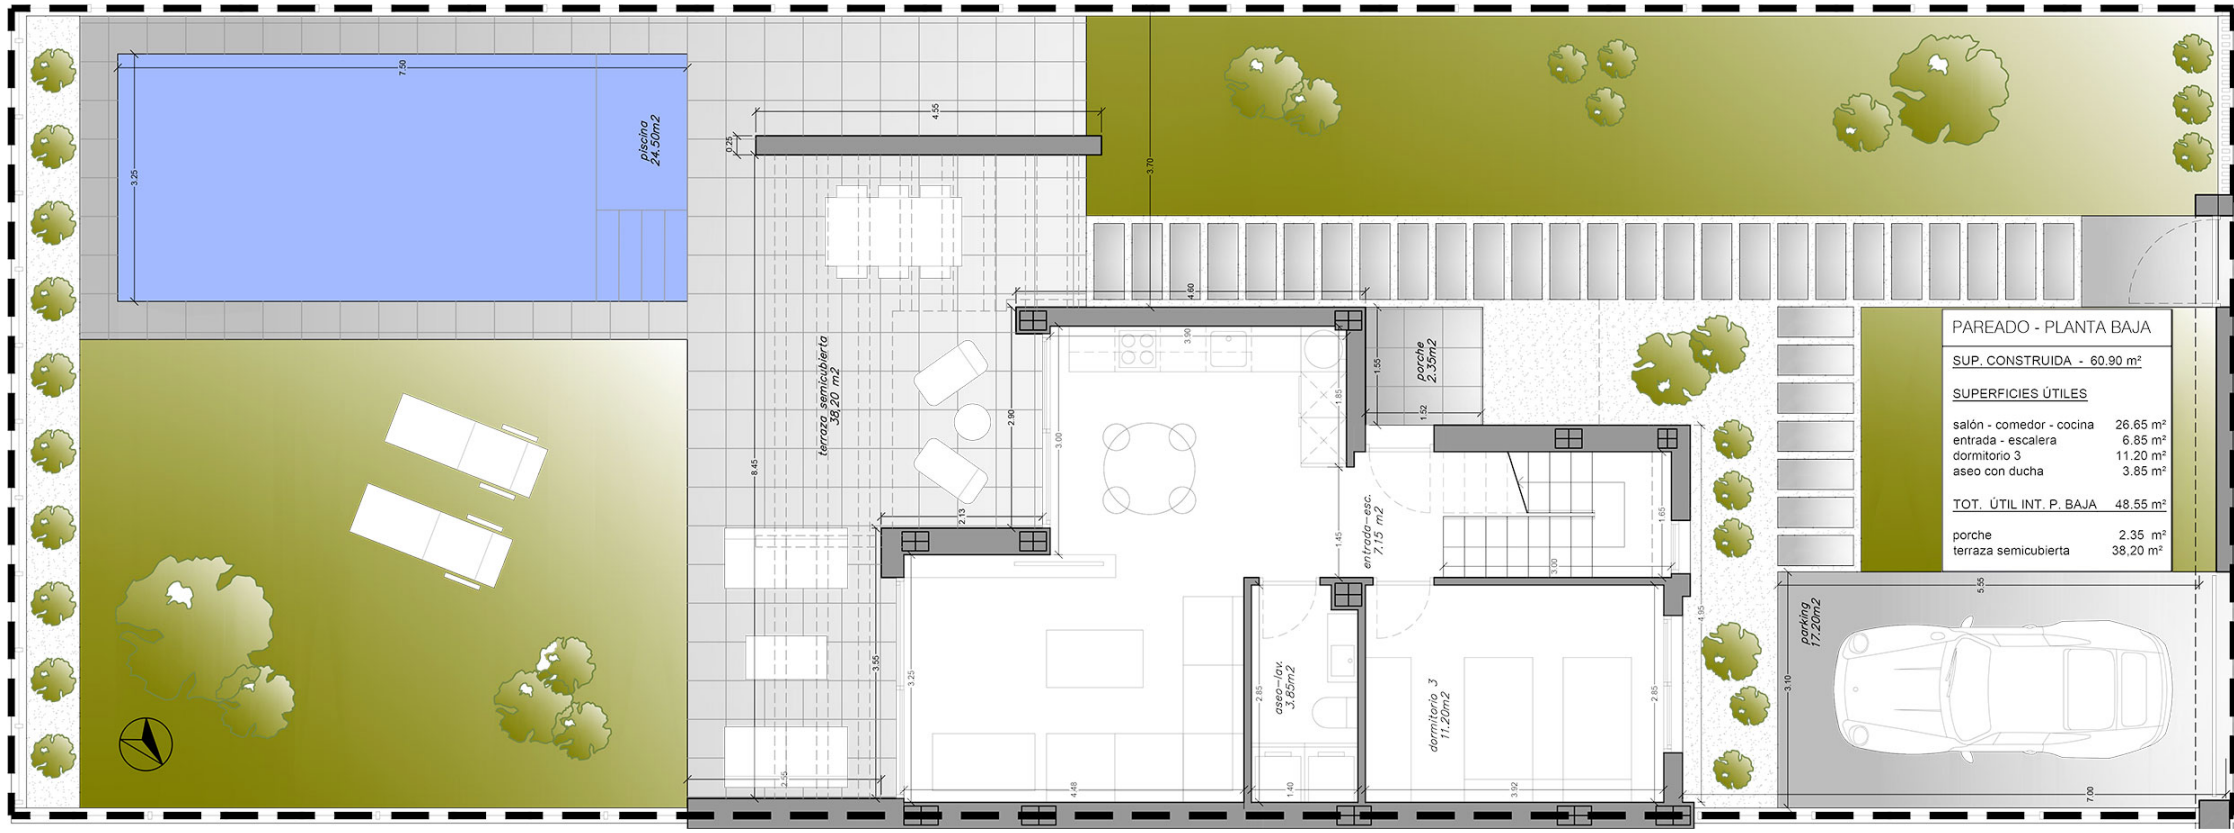 7.50
3.25
piscina
24.50m2
4.55
0.25
3.70
8.45
terraza semicubierta
38,20 m2
4.60
3.90
2.90
3.00
1.85
1.55
porche
2.35m2
1.52
2.13
1.45
entrada-esc.
7.15 m2
1.65
3.00
3.55
3.25
2.55
4.48
2.85
aseo-lav.
3.85m2
1.40
dormitorio 3
11.20m2
2.85
3.92
4.95
PAREADO - PLANTA BAJA
SUP. CONSTRUIDA - 60.90 m²
SUPERFICIES ÚTILES
salón - comedor - cocina 26.65 m²
entrada - escalera 6.85 m²
dormitorio 3 11.20 m²
aseo con ducha 3.85 m²
TOT. ÚTIL INT. P. BAJA 48.55 m²
porche 2.35 m²
terraza semicubierta 38,20 m²
5.55
parking
17.20m2
3.10
7.00